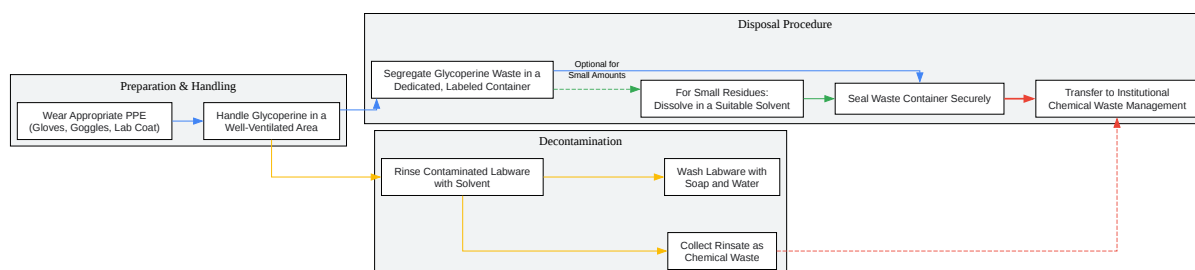 Disposal Procedure
Preparation & Handling
Wear Appropriate PPE
(Gloves, Goggles, Lab Coat)
Handle Glycoperine in a
Well-Ventilated Area
Segregate Glycoperine Waste in a
Dedicated, Labeled Container
Optional for
Small Amounts
For Small Residues:
Dissolve in a Suitable Solvent
Seal Waste Container Securely
Transfer to Institutional
Chemical Waste Management
Decontamination
Rinse Contaminated Labware
with Solvent
Wash Labware with
Soap and Water
Collect Rinsate as
Chemical Waste